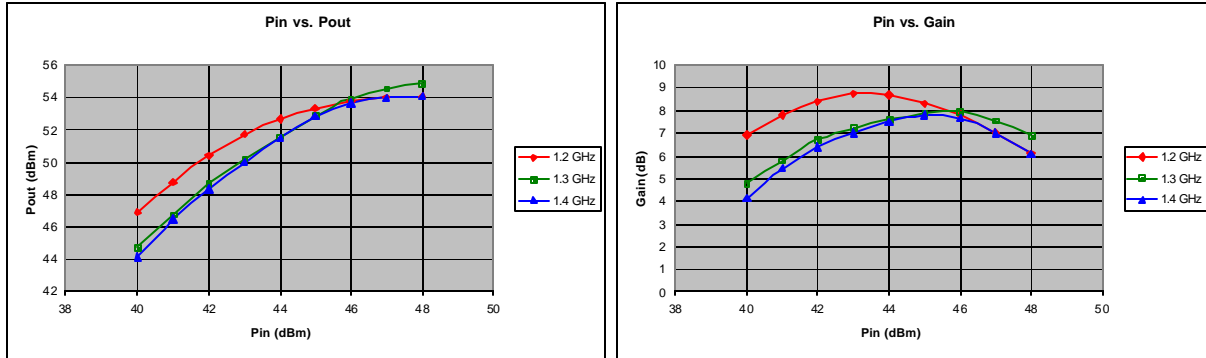 Pin vs. Pout
Pout (dBm)
56
54
52
50
48
46
44
42
38
40
42
44
46
48
50
Pin (dBm)
1.2 GHz
1.3 GHz
1.4 GHz
Pin vs. Gain
Gain (dB)
10
9
8
7
6
5
4
3
2
1
0
38
40
42
44
46
48
50
Pin (dBm)
1.2 GHz
1.3 GHz
1.4 GHz